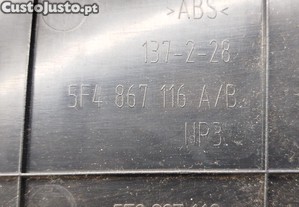 CustoJusto.pt
>ABS<
137-2-28
5F4 867 116 A/B
NP3